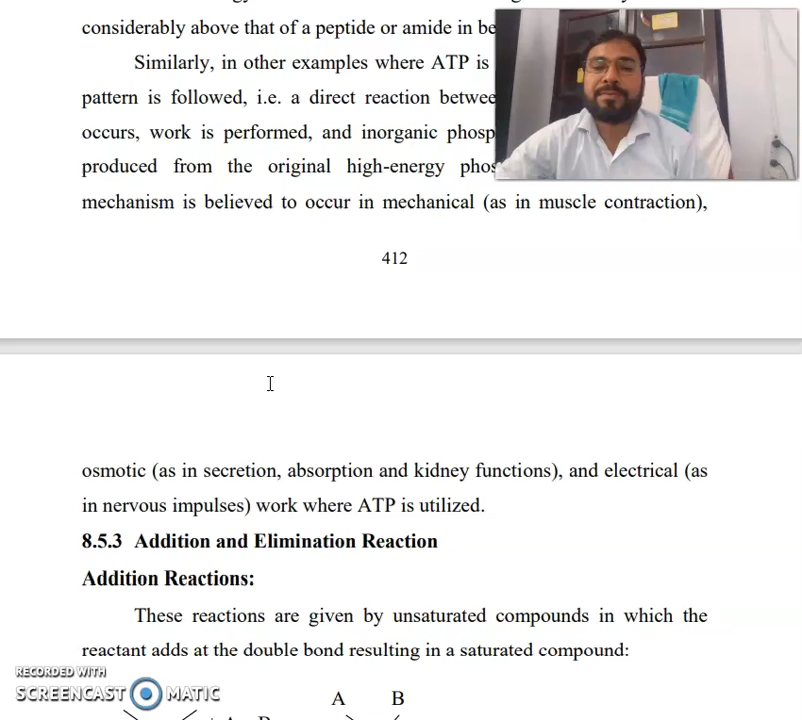 considerably above that of a peptide or amide in be
Similarly, in other examples where ATP is
pattern is followed, i.e. a direct reaction betwee
occurs, work is performed, and inorganic phosp
produced from the original high-energy phos
mechanism is believed to occur in mechanical (as in muscle contraction),
412
osmotic (as in secretion, absorption and kidney functions), and electrical (as
in nervous impulses) work where ATP is utilized.
8.5.3 Addition and Elimination Reaction
Addition Reactions:
These reactions are given by unsaturated compounds in which the
reactant adds at the double bond resulting in a saturated compound:
RECORDED WITH
SCREENCAST MATIC
A B